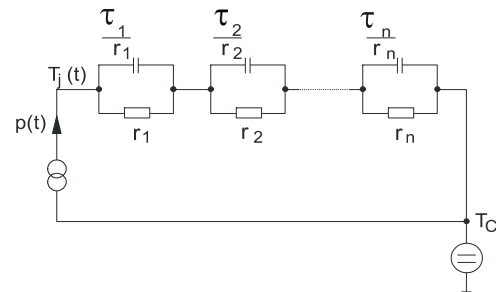 τ1/r1
τ2/r2
τn/rn
Tj (t)
p(t)
r1
r2
rn
TC